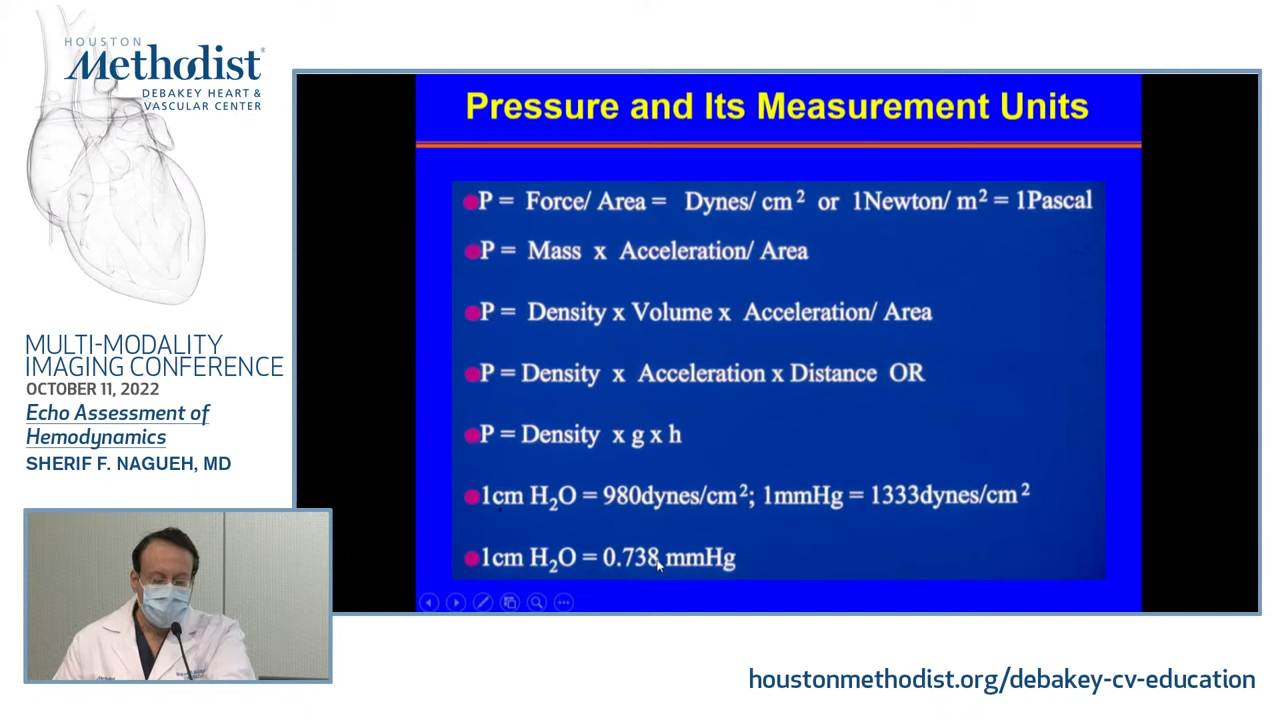 HOUSTON
Methodist®
DEBAKEY HEART &
VASCULAR CENTER
MULTI-MODALITY
IMAGING CONFERENCE
OCTOBER 11, 2022
Echo Assessment of
Hemodynamics
SHERIF F. NAGUEH, MD
Pressure and Its Measurement Units
P = Force/ Area = Dynes/ cm² or 1Newton/ m² = 1Pascal
P = Mass x Acceleration/ Area
P = Density x Volume x Acceleration/ Area
P = Density x Acceleration x Distance OR
P = Density x g x h
1cm H₂O = 980dynes/cm²; 1mmHg = 1333dynes/cm²
1cm H₂O = 0.738 mmHg
houstonmethodist.org/debakey-cv-education